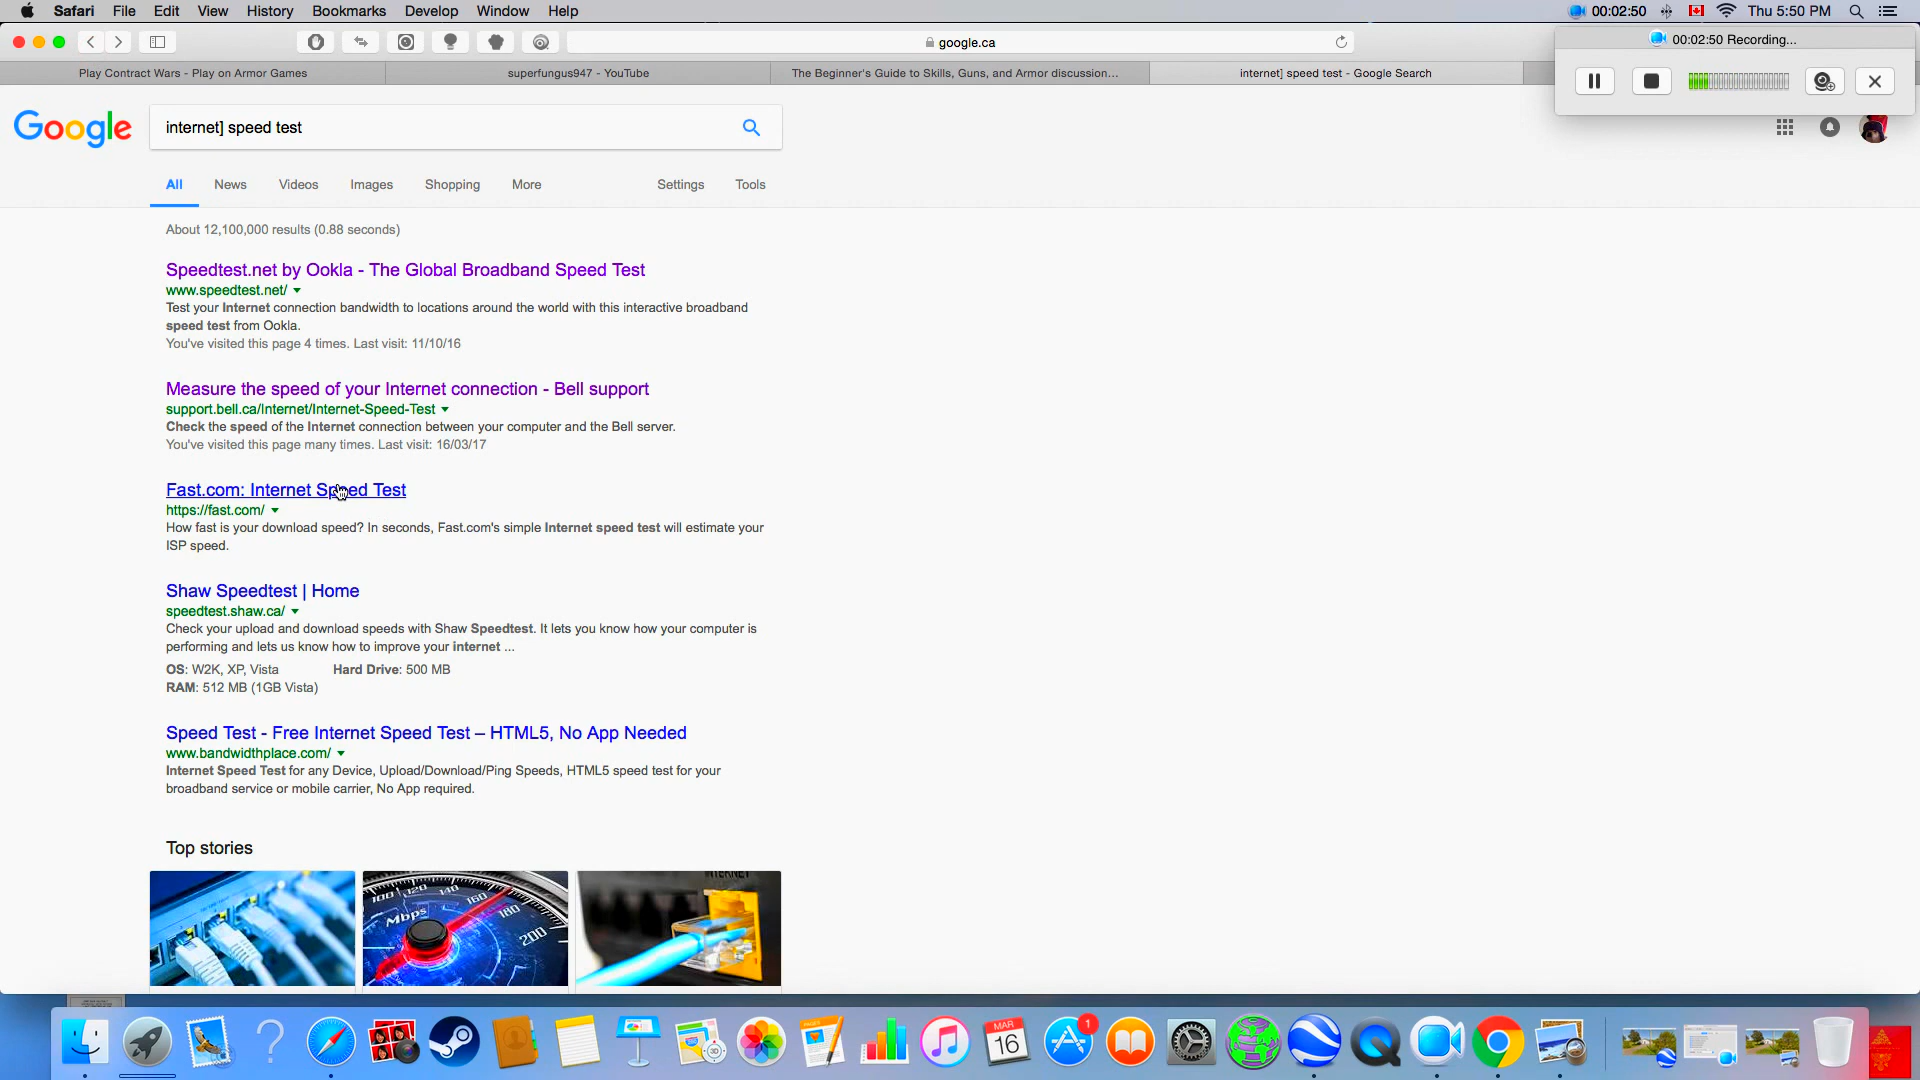 Safari File Edit View History Bookmarks Develop Window Help
00:02:50 Thu 5:50 PM
google.ca
00:02:50 Recording...
Play Contract Wars - Play on Armor Games
superfungus947 - YouTube
The Beginner's Guide to Skills, Guns, and Armor discussion...
internet] speed test - Google Search
Google
internet] speed test
All News Videos Images Shopping More Settings Tools
About 12,100,000 results (0.88 seconds)
Speedtest.net by Ookla - The Global Broadband Speed Test
www.speedtest.net/
Test your Internet connection bandwidth to locations around the world with this interactive broadband
speed test from Ookla.
You've visited this page 4 times. Last visit: 11/10/16
Measure the speed of your Internet connection - Bell support
support.bell.ca/Internet/Internet-Speed-Test
Check the speed of the Internet connection between your computer and the Bell server.
You've visited this page many times. Last visit: 16/03/17
Fast.com: Internet Speed Test
https://fast.com/
How fast is your download speed? In seconds, Fast.com's simple Internet speed test will estimate your
ISP speed.
Shaw Speedtest | Home
speedtest.shaw.ca/
Check your upload and download speeds with Shaw Speedtest. It lets you know how your computer is
performing and lets us know how to improve your internet ...
OS: W2K, XP, Vista Hard Drive: 500 MB
RAM: 512 MB (1GB Vista)
Speed Test - Free Internet Speed Test – HTML5, No App Needed
www.bandwidthplace.com/
Internet Speed Test for any Device, Upload/Download/Ping Speeds, HTML5 speed test for your
broadband service or mobile carrier, No App required.
Top stories
100 120 140 160 180 200
Mbps
INTERNET
MAR
16
1
3D
PAGES